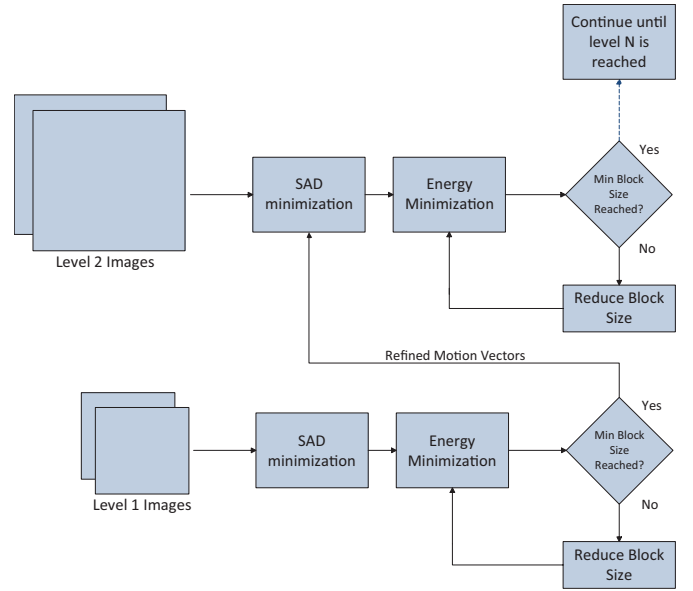 Continue until
level N is
reached
Yes
SAD
minimization
Energy
Minimization
Min Block
Size
Reached?
No
Level 2 Images
Reduce Block
Size
Refined Motion Vectors
Yes
SAD
minimization
Energy
Minimization
Min Block
Size
Reached?
Level 1 Images
No
Reduce Block
Size